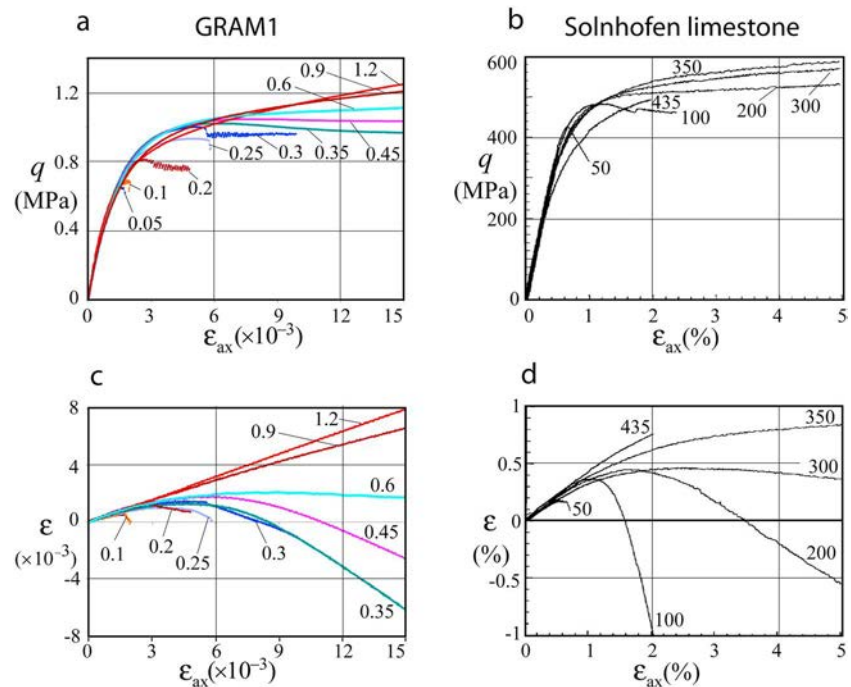 a
GRAM1
1.2
0.8
0.4
0
q
(MPa)
0.6
0.9
1.2
0.25
0.3
0.35
0.45
0.2
0.1
0.05
0 3 6 9 12 15
εax(×10⁻³)
b
Solnhofen limestone
600
400
200
0
q
(MPa)
350
435
100
200
300
50
0 1 2 3 4 5
εax(%)
c
8
4
0
-4
-8
ε
(×10⁻³)
1.2
0.9
0.6
0.45
0.1
0.2
0.25
0.3
0.35
0 3 6 9 12 15
εax(×10⁻³)
d
1
0.5
0
-0.5
-1
ε
(%)
435
350
300
50
200
100
0 1 2 3 4 5
εax(%)